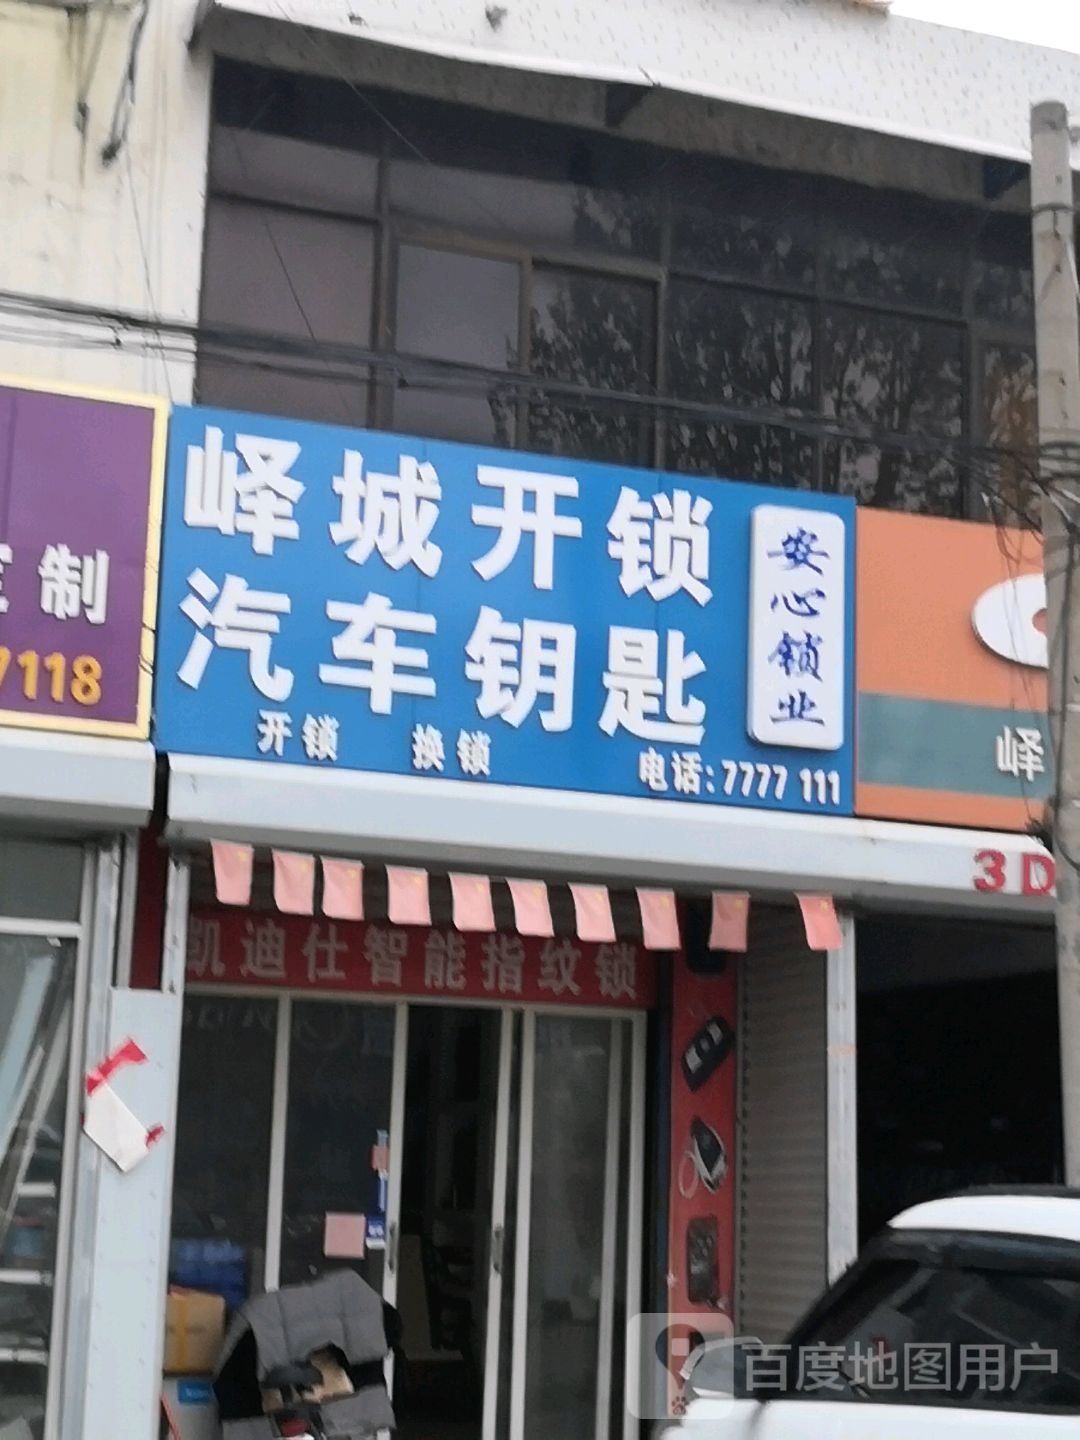 峄城开锁
汽车钥匙
安心锁业
开锁 换锁
电话:7777 111
制
7118
峄
3D
凯迪仕智能指纹锁
百度地图用户